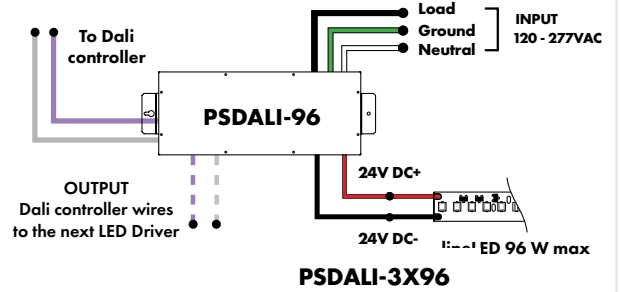 Load
Ground
Neutral
INPUT
120 - 277VAC
To Dali
controller
PSDALI-96
OUTPUT
Dali controller wires
to the next LED Driver
24V DC+
24V DC-
96 W max
PSDALI-3X96